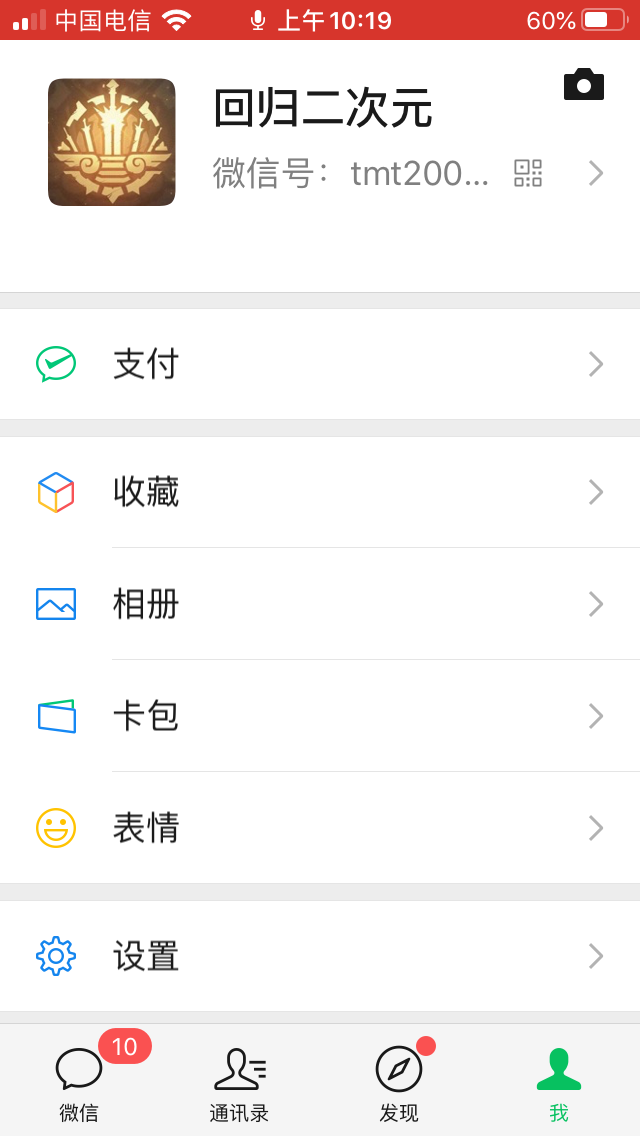 中国电信 上午10:19 60%
回归二次元
微信号: tmt200...
支付
收藏
相册
卡包
表情
设置
10
微信 通讯录 发现 我